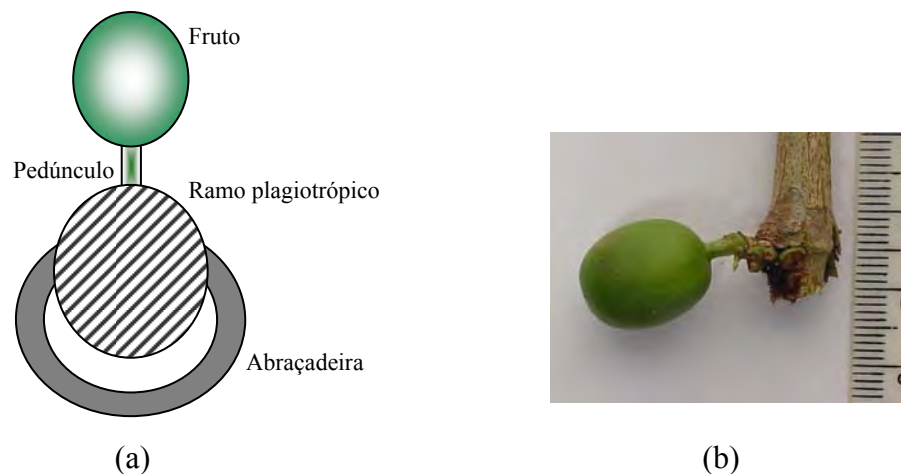 Fruto
Pedúnculo
Ramo plagiotrópico
Abraçadeira
(a)
(b)